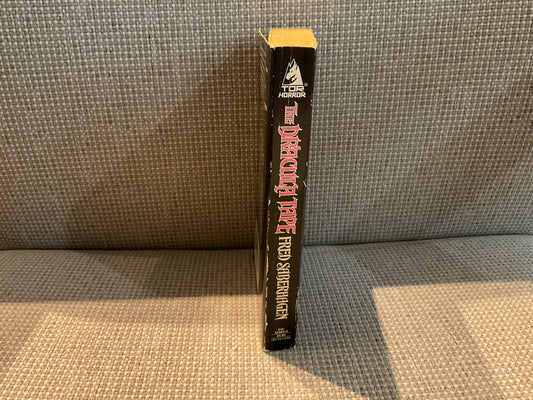 TOR
HORROR
THE DRACULA TAPE
FRED SABERHAGEN